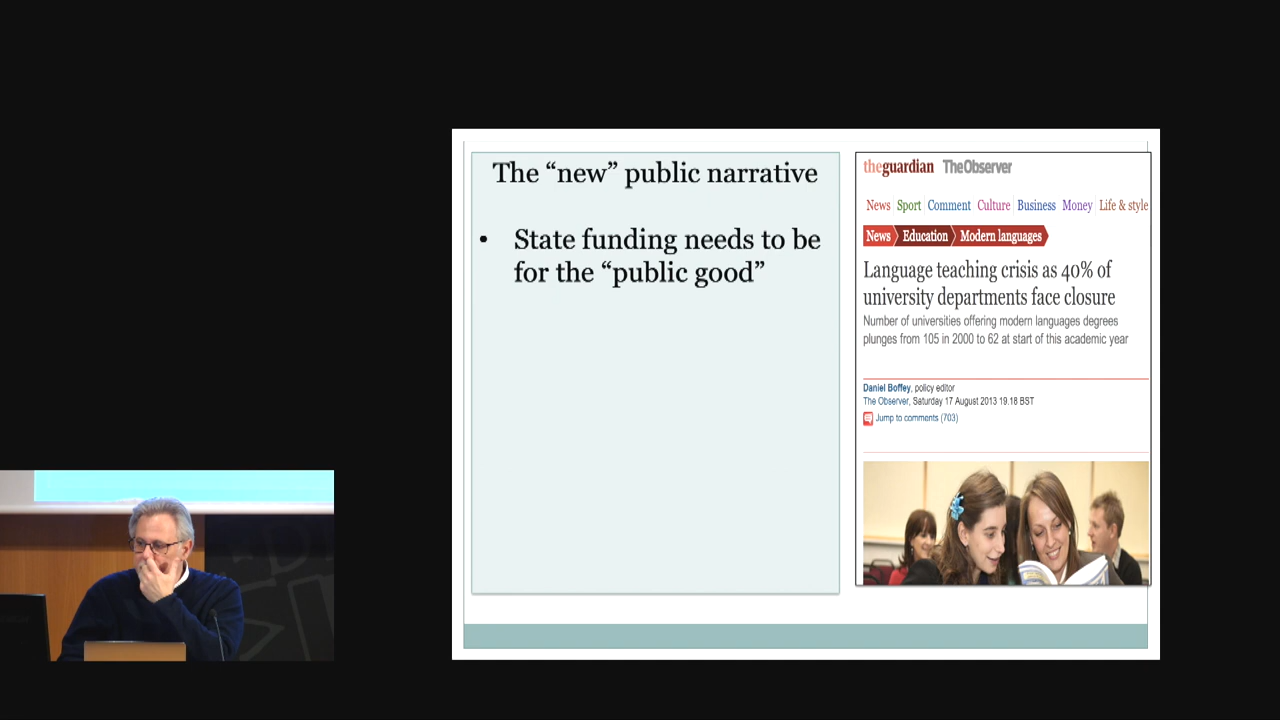 The “new” public narrative
• State funding needs to be
for the “public good”
theguardian TheObserver
News Sport Comment Culture Business Money Life & style
News Education Modern languages
Language teaching crisis as 40% of
university departments face closure
Number of universities offering modern languages degrees
plunges from 105 in 2000 to 62 at start of this academic year
Daniel Boffey, policy editor
The Observer, Saturday 17 August 2013 19.18 BST
Jump to comments (703)